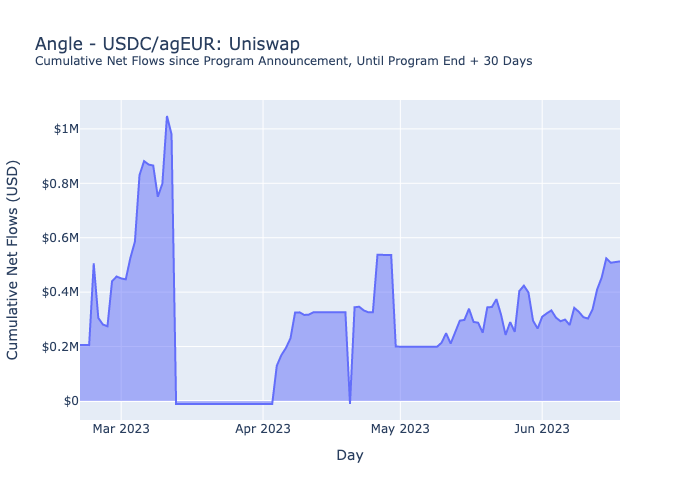 Angle - USDC/agEUR: Uniswap
Cumulative Net Flows since Program Announcement, Until Program End + 30 Days
Cumulative Net Flows (USD)
$1M
$0.8M
$0.6M
$0.4M
$0.2M
$0
Mar 2023
Apr 2023
May 2023
Jun 2023
Day